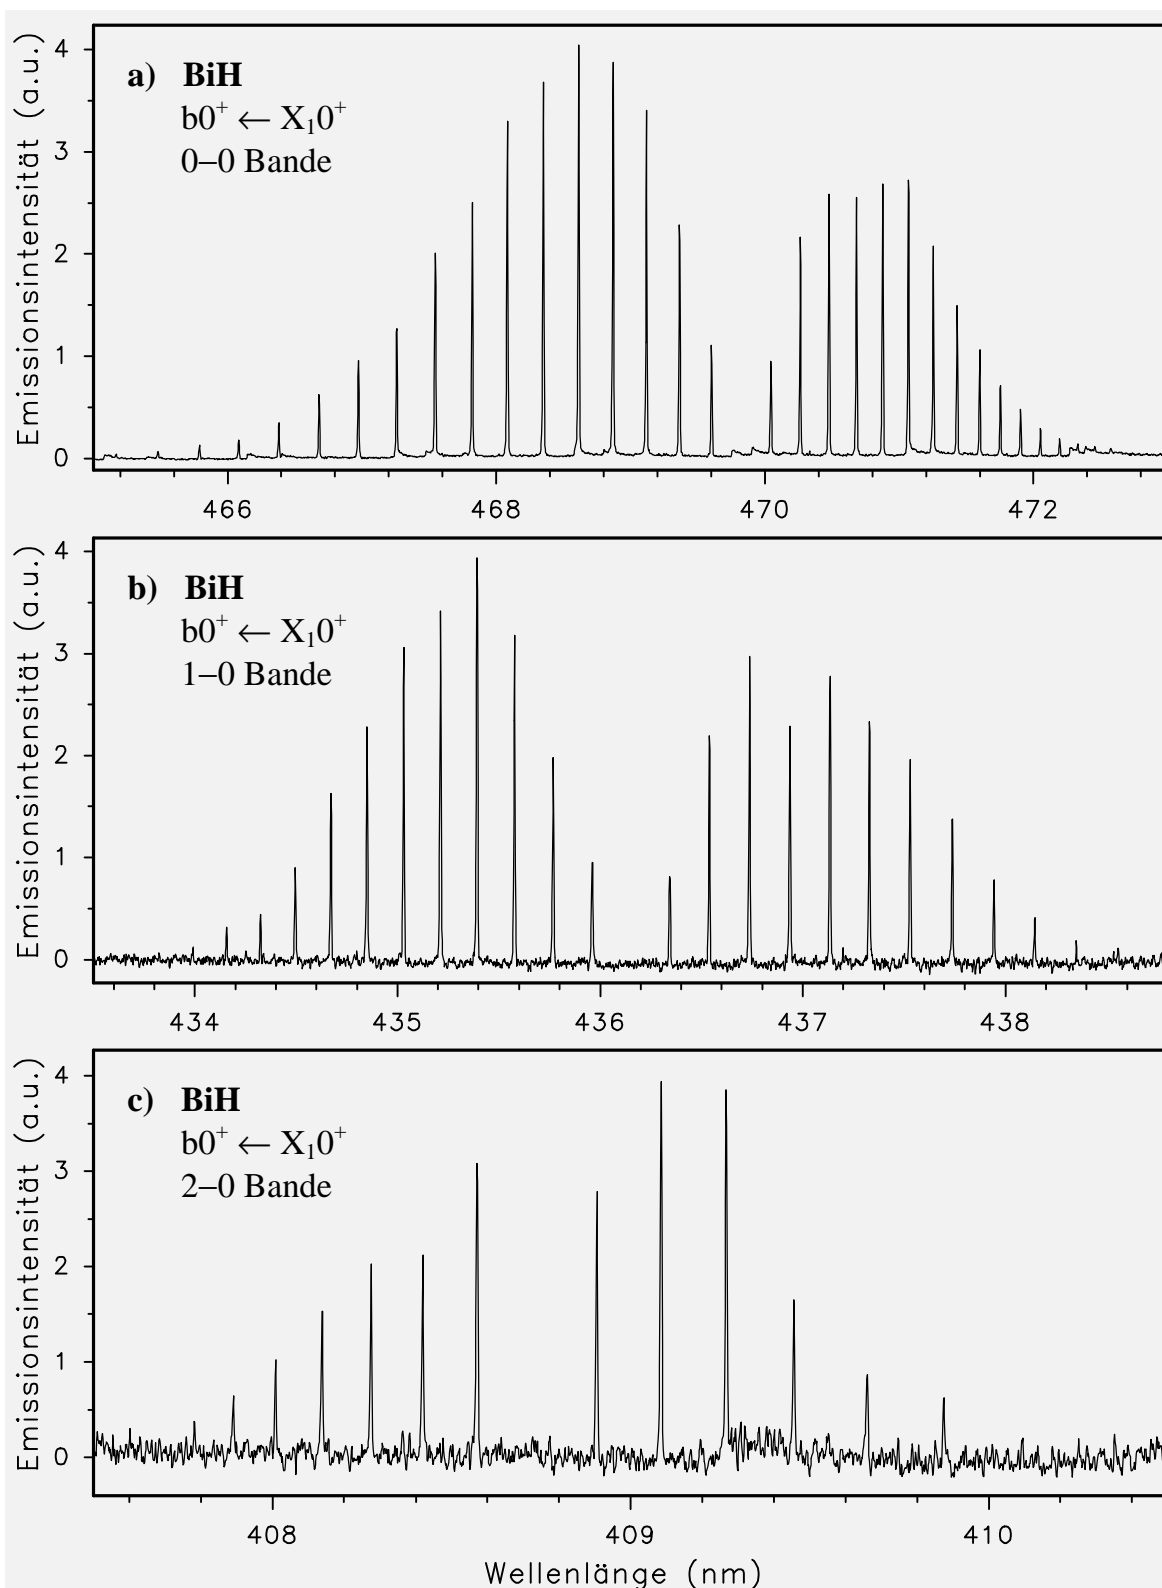 4
3
2
1
0
Emissionsintensität (a.u.)
a) BiH
b0⁺ ← X₁0⁺
0–0 Bande
466 468 470 472
4
3
2
1
0
Emissionsintensität (a.u.)
b) BiH
b0⁺ ← X₁0⁺
1–0 Bande
434 435 436 437 438
4
3
2
1
0
Emissionsintensität (a.u.)
c) BiH
b0⁺ ← X₁0⁺
2–0 Bande
408 409 410
Wellenlänge (nm)